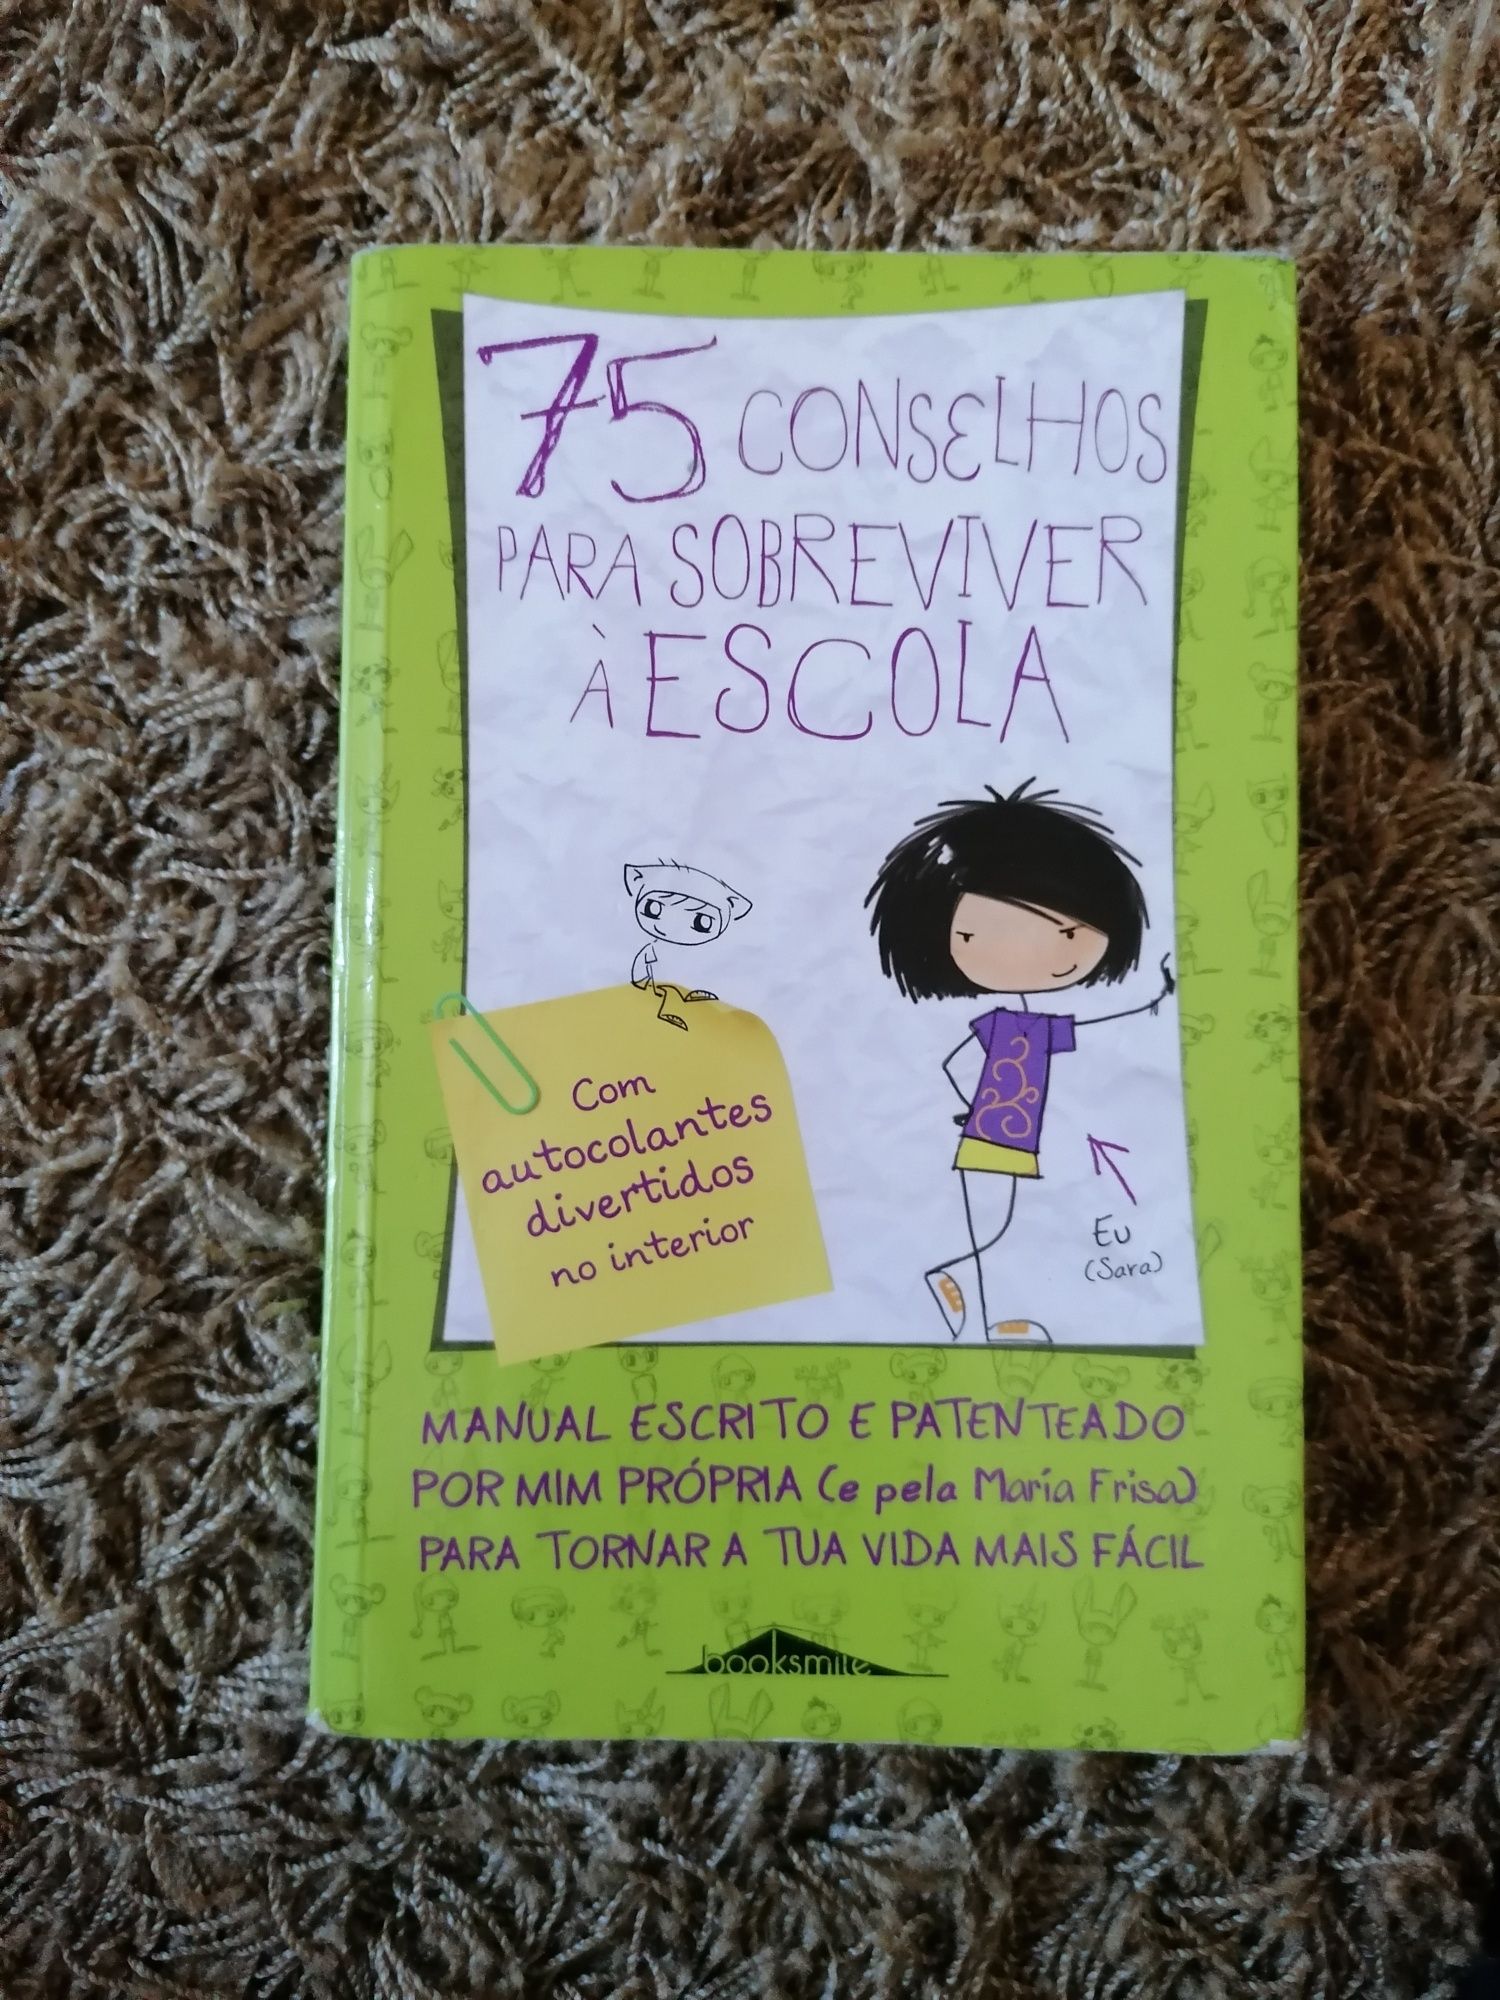 75 CONSELHOS
PARA SOBREVIVER
À ESCOLA
Com
autocolantes
divertidos
no interior
Eu
(Sara)
MANUAL ESCRITO E PATENTEADO
POR MIM PRÓPRIA (e pela María Frisa)
PARA TORNAR A TUA VIDA MAIS FÁCIL
booksmile